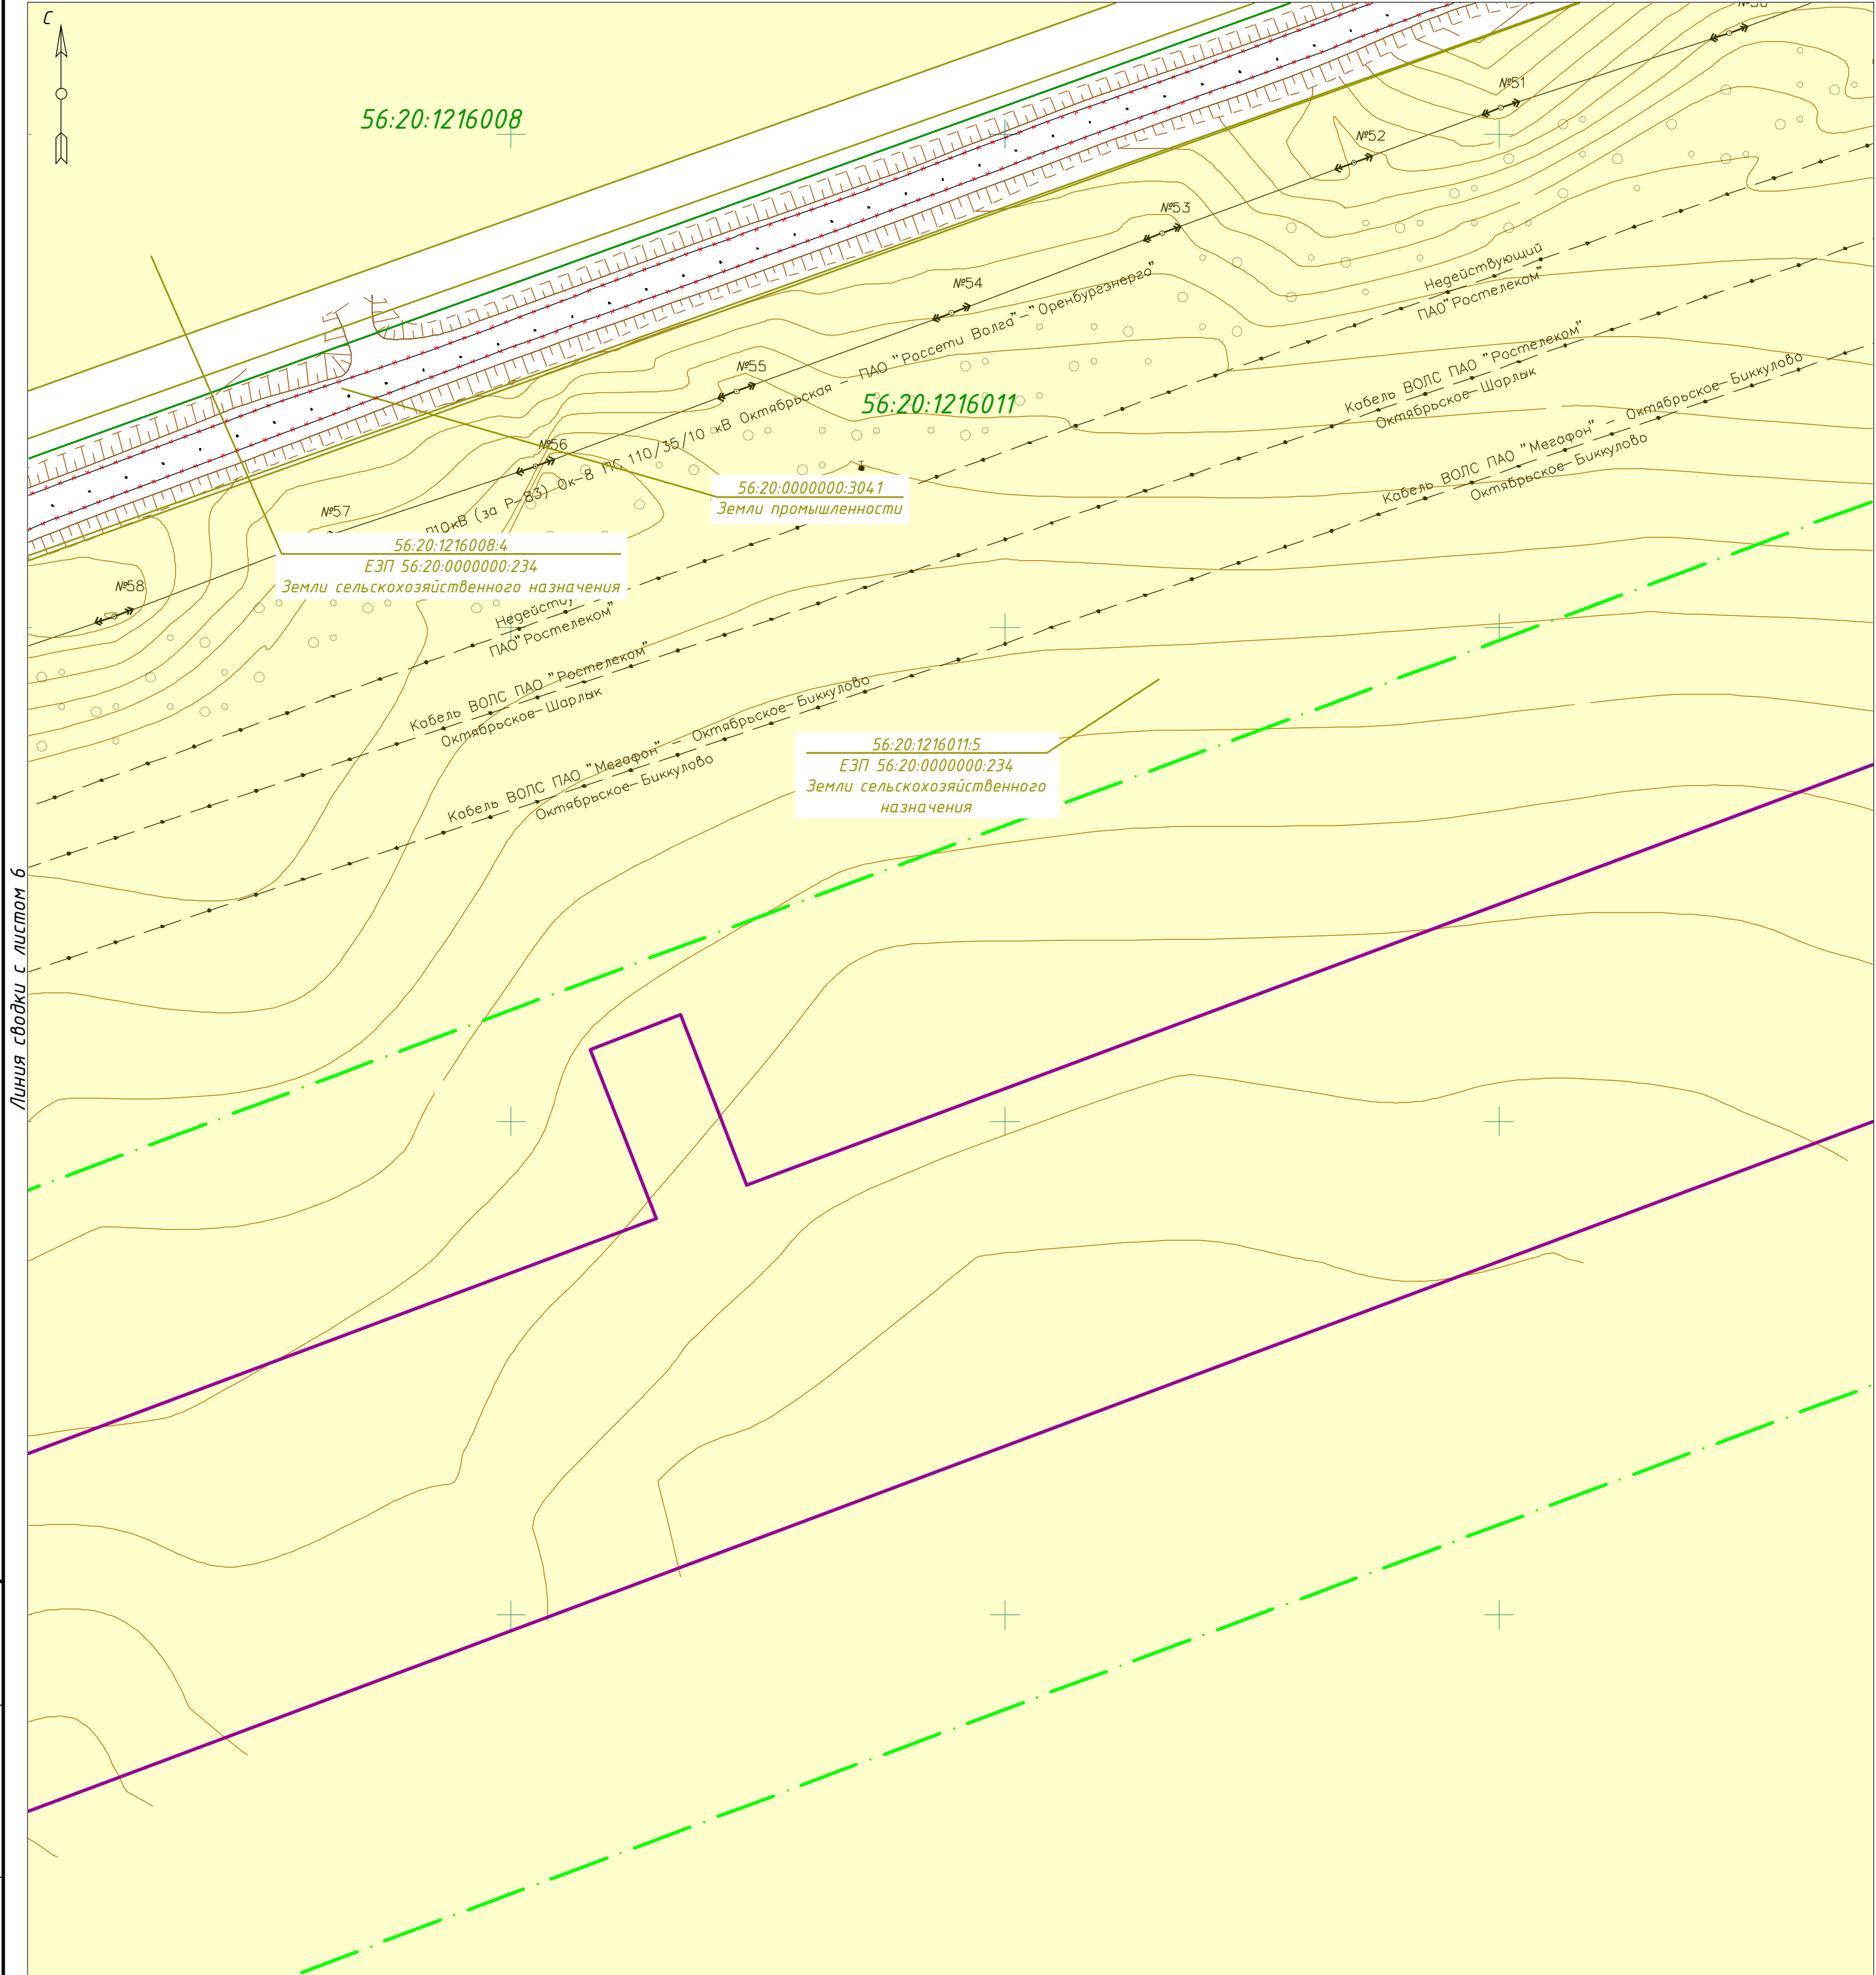 С
56:20:1216008
№51
№52
№53
№54
№55
№56
№57
№58
Недействующий
ПАО"Ростелеком"
ПАО "Россети Волга"-"Оренбургэнерго"
56:20:1216011
(за Р-83) Ок-8 ПС 110/35/10 кВ Октябрьская -
Кабель ВОЛС ПАО "Ростелеком"
Октябрьское-Шарлык
Кабель ВОЛС ПАО "Мегафон" - Октябрьское-Биккулово
Октябрьское-Биккулово
56:20:0000000:3041
Земли промышленности
56:20:1216008:4
ЕЗП 56:20:0000000:234
Земли сельскохозяйственного назначения
ПАО"Ростелеком"
Кабель ВОЛС ПАО "Ростелеком"
Октябрьское-Шарлык
Кабель ВОЛС ПАО "Мегафон" - Октябрьское-Биккулово
Октябрьское-Биккулово
56:20:1216011:5
ЕЗП 56:20:0000000:234
Земли сельскохозяйственного
назначения
Линия сводки с листом 6